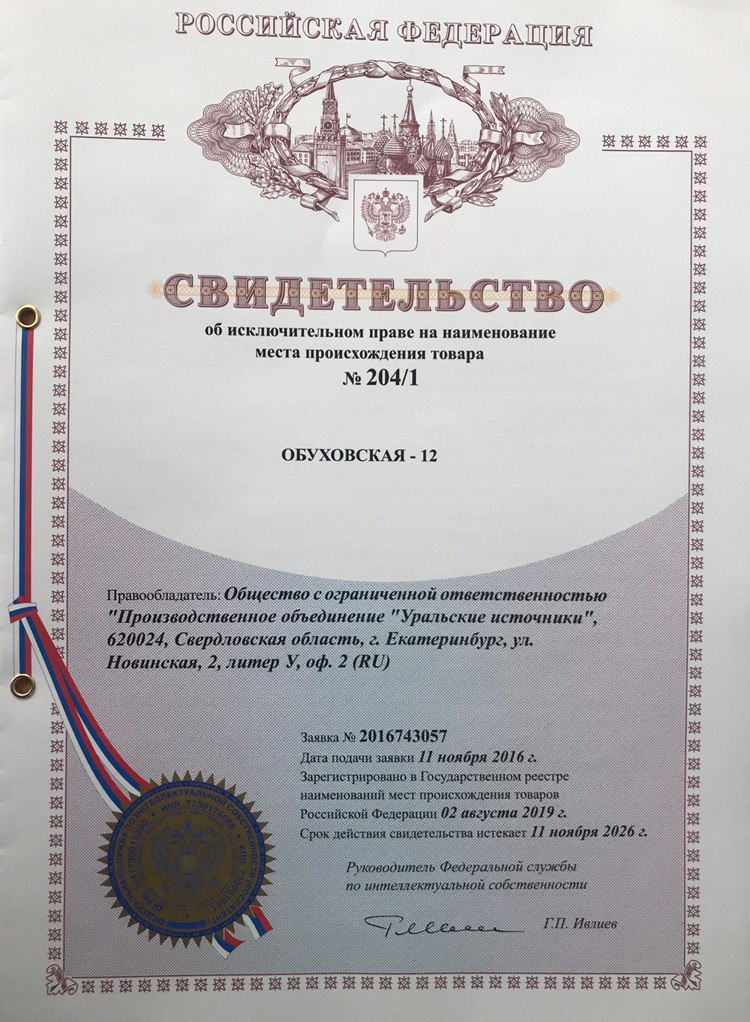 РОССИЙСКАЯ ФЕДЕРАЦИЯ
СВИДЕТЕЛЬСТВО
об исключительном праве на наименование
места происхождения товара
№ 204/1
ОБУХОВСКАЯ - 12
Правообладатель: Общество с ограниченной ответственностью
"Производственное объединение "Уральские источники",
620024, Свердловская область, г. Екатеринбург, ул.
Новинская, 2, литер У, оф. 2 (RU)
Заявка № 2016743057
Дата подачи заявки 11 ноября 2016 г.
Зарегистрировано в Государственном реестре
наименований мест происхождения товаров
Российской Федерации 02 августа 2019 г.
Срок действия свидетельства истекает 11 ноября 2026 г.
Руководитель Федеральной службы
по интеллектуальной собственности
Г.П. Ивлиев